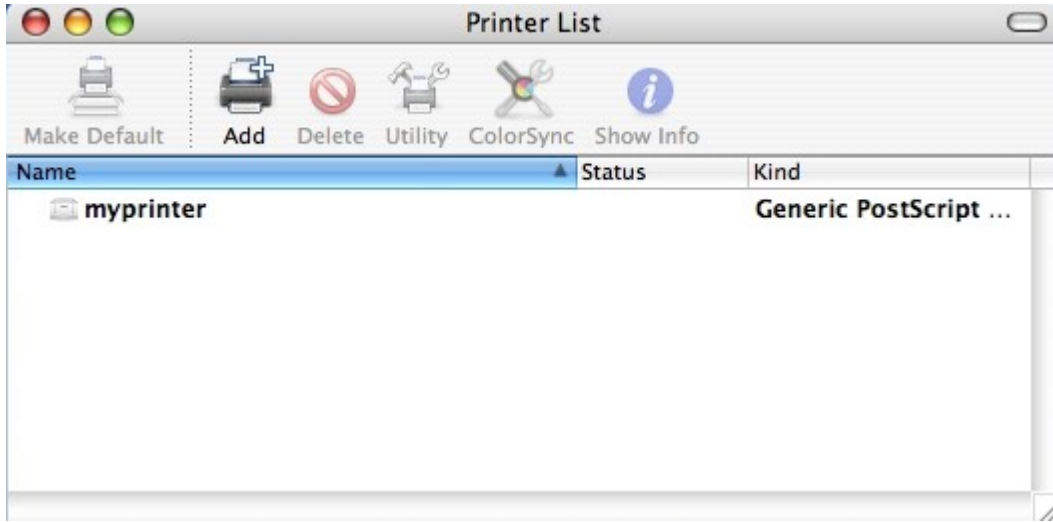 Printer List
Make Default Add Delete Utility ColorSync Show Info
Name Status Kind
myprinter Generic PostScript ...